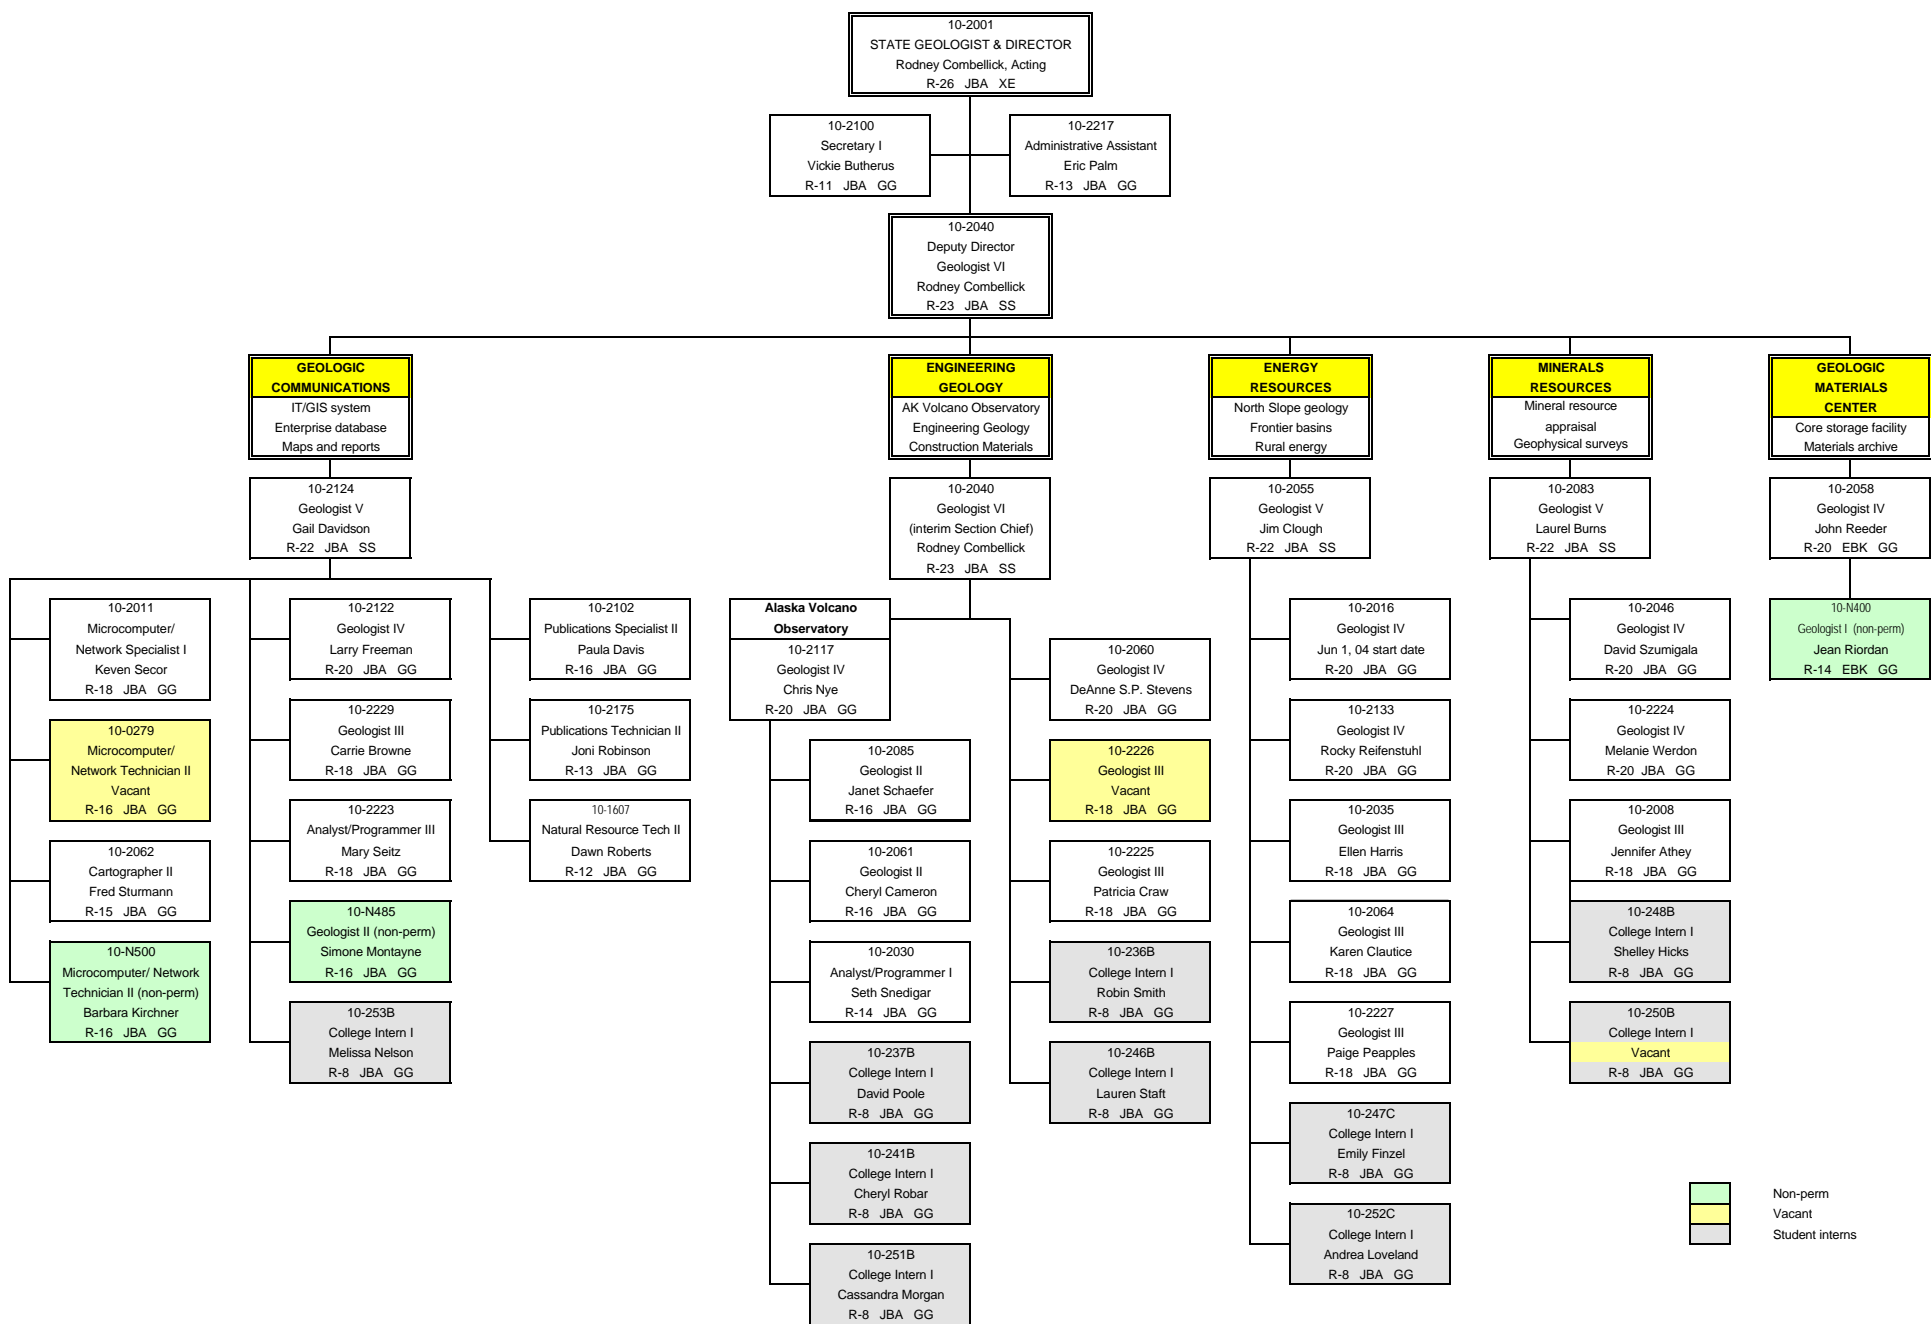 10-2001
STATE GEOLOGIST & DIRECTOR
Rodney Combellick, Acting
R-26 JBA XE
10-2100
Secretary I
Vickie Butherus
R-11 JBA GG
10-2217
Administrative Assistant
Eric Palm
R-13 JBA GG
10-2040
Deputy Director
Geologist VI
Rodney Combellick
R-23 JBA SS
GEOLOGIC
COMMUNICATIONS
IT/GIS system
Enterprise database
Maps and reports
10-2124
Geologist V
Gail Davidson
R-22 JBA SS
10-2011
Microcomputer/
Network Specialist I
Keven Secor
R-18 JBA GG
10-0279
Microcomputer/
Network Technician II
Vacant
R-16 JBA GG
10-2062
Cartographer II
Fred Sturmann
R-15 JBA GG
10-N500
Microcomputer/ Network
Technician II (non-perm)
Barbara Kirchner
R-16 JBA GG
10-2122
Geologist IV
Larry Freeman
R-20 JBA GG
10-2229
Geologist III
Carrie Browne
R-18 JBA GG
10-2223
Analyst/Programmer III
Mary Seitz
R-18 JBA GG
10-N485
Geologist II (non-perm)
Simone Montayne
R-16 JBA GG
10-253B
College Intern I
Melissa Nelson
R-8 JBA GG
10-2102
Publications Specialist II
Paula Davis
R-16 JBA GG
10-2175
Publications Technician II
Joni Robinson
R-13 JBA GG
10-1607
Natural Resource Tech II
Dawn Roberts
R-12 JBA GG
ENGINEERING
GEOLOGY
AK Volcano Observatory
Engineering Geology
Construction Materials
10-2040
Geologist VI
(interim Section Chief)
Rodney Combellick
R-23 JBA SS
Alaska Volcano
Observatory
10-2117
Geologist IV
Chris Nye
R-20 JBA GG
10-2085
Geologist II
Janet Schaefer
R-16 JBA GG
10-2061
Geologist II
Cheryl Cameron
R-16 JBA GG
10-2030
Analyst/Programmer I
Seth Snedigar
R-14 JBA GG
10-237B
College Intern I
David Poole
R-8 JBA GG
10-241B
College Intern I
Cheryl Robar
R-8 JBA GG
10-251B
College Intern I
Cassandra Morgan
R-8 JBA GG
10-2060
Geologist IV
DeAnne S.P. Stevens
R-20 JBA GG
10-2226
Geologist III
Vacant
R-18 JBA GG
10-2225
Geologist III
Patricia Craw
R-18 JBA GG
10-236B
College Intern I
Robin Smith
R-8 JBA GG
10-246B
College Intern I
Lauren Staft
R-8 JBA GG
ENERGY
RESOURCES
North Slope geology
Frontier basins
Rural energy
10-2055
Geologist V
Jim Clough
R-22 JBA SS
10-2016
Geologist IV
Jun 1, 04 start date
R-20 JBA GG
10-2133
Geologist IV
Rocky Reifenstuhl
R-20 JBA GG
10-2035
Geologist III
Ellen Harris
R-18 JBA GG
10-2064
Geologist III
Karen Clautice
R-18 JBA GG
10-2227
Geologist III
Paige Peapples
R-18 JBA GG
10-247C
College Intern I
Emily Finzel
R-8 JBA GG
10-252C
College Intern I
Andrea Loveland
R-8 JBA GG
MINERALS
RESOURCES
Mineral resource
appraisal
Geophysical surveys
10-2083
Geologist V
Laurel Burns
R-22 JBA SS
10-2046
Geologist IV
David Szumigala
R-20 JBA GG
10-2224
Geologist IV
Melanie Werdon
R-20 JBA GG
10-2008
Geologist III
Jennifer Athey
R-18 JBA GG
10-248B
College Intern I
Shelley Hicks
R-8 JBA GG
10-250B
College Intern I
Vacant
R-8 JBA GG
GEOLOGIC
MATERIALS
CENTER
Core storage facility
Materials archive
10-2058
Geologist IV
John Reeder
R-20 EBK GG
10-N400
Geologist I (non-perm)
Jean Riordan
R-14 EBK GG
Non-perm
Vacant
Student interns